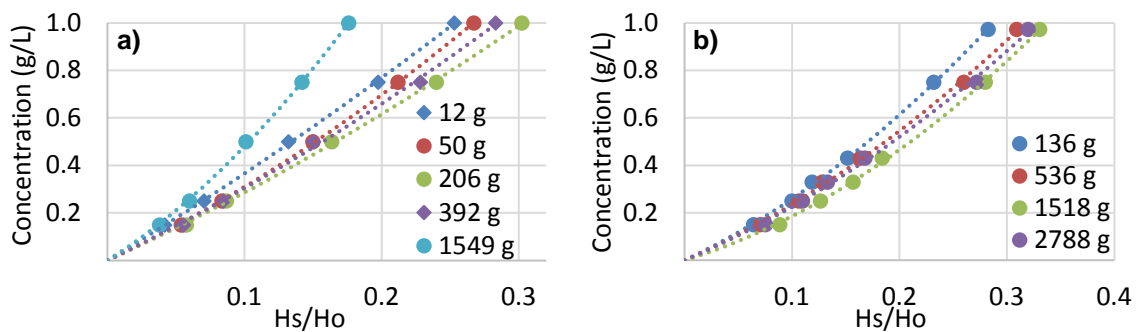 a)
Concentration (g/L)
1.0
0.8
0.6
0.4
0.2
0.1
0.2
0.3
Hs/Ho
12 g
50 g
206 g
392 g
1549 g
b)
Concentration (g/L)
1.0
0.8
0.6
0.4
0.2
0.1
0.2
0.3
0.4
Hs/Ho
136 g
536 g
1518 g
2788 g